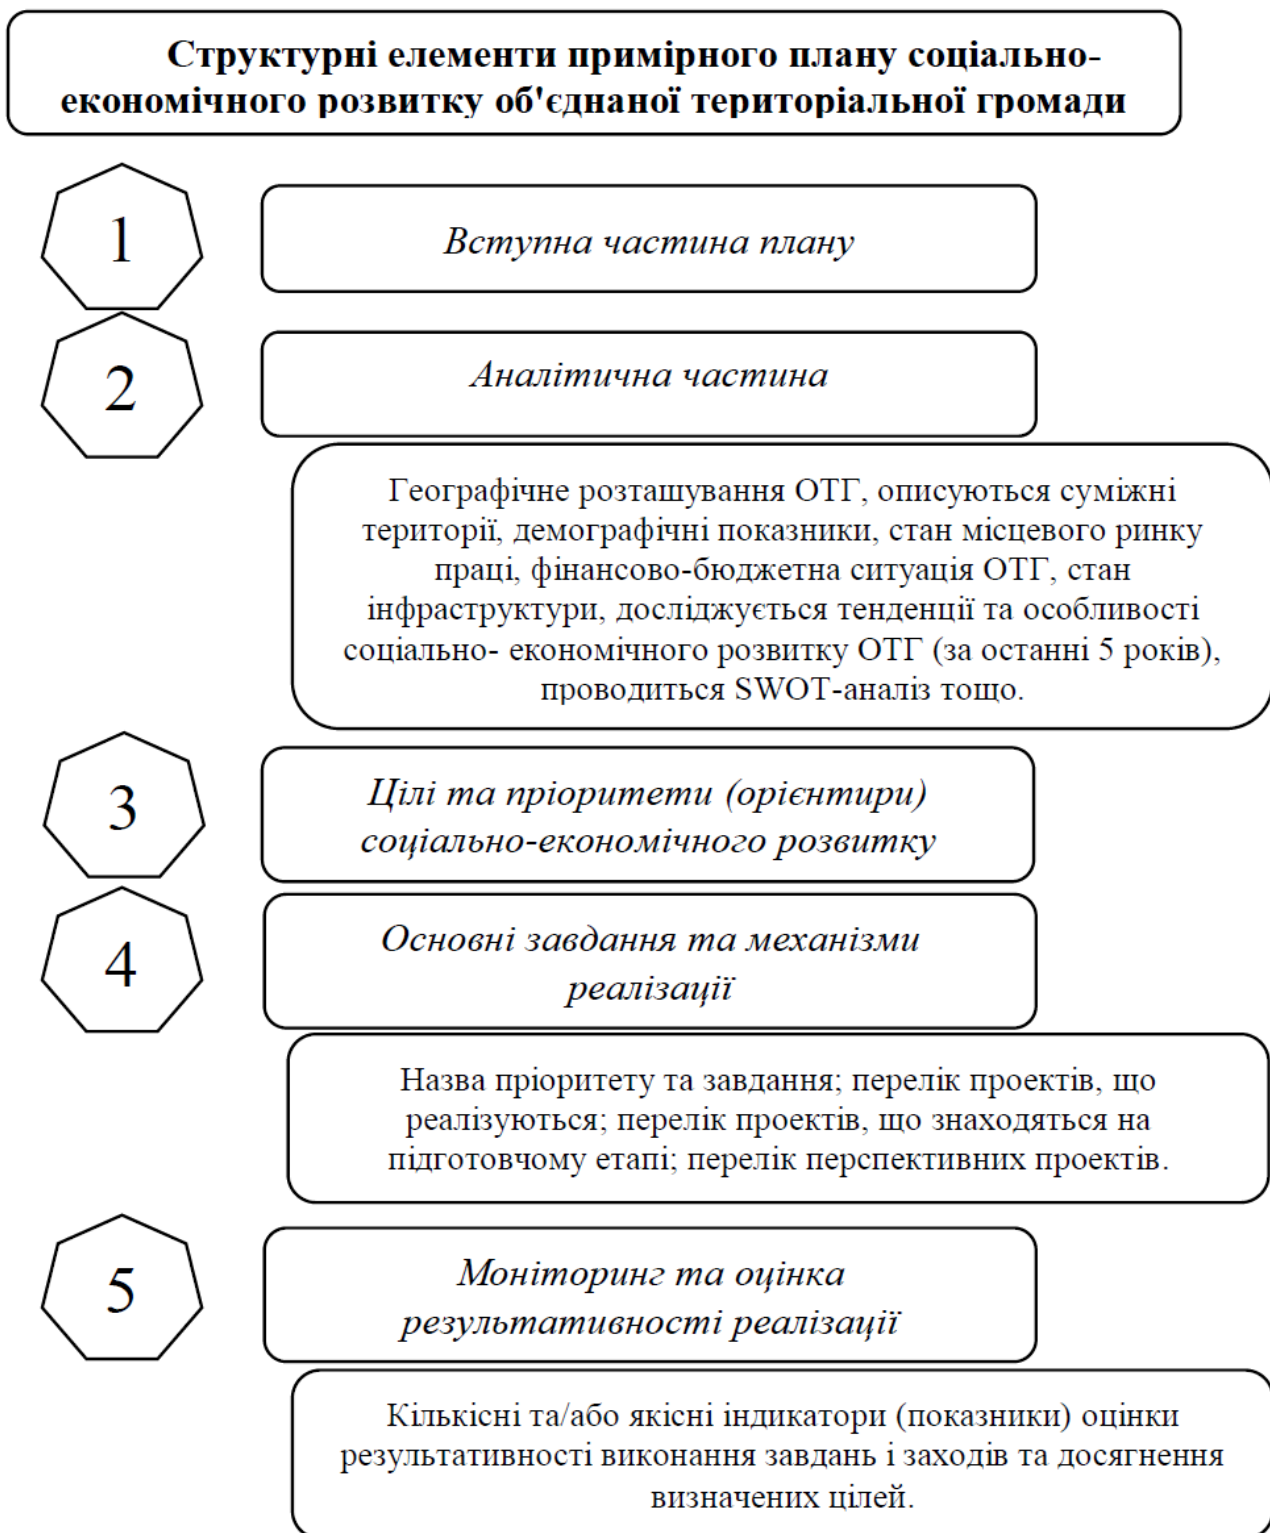 Структурні елементи примірного плану соціально-
економічного розвитку об'єднаної територіальної громади
1
Вступна частина плану
2
Аналітична частина
Географічне розташування ОТГ, описуються суміжні
території, демографічні показники, стан місцевого ринку
праці, фінансово-бюджетна ситуація ОТГ, стан
інфраструктури, досліджується тенденції та особливості
соціально- економічного розвитку ОТГ (за останні 5 років),
проводиться SWOT-аналіз тощо.
3
Цілі та пріоритети (орієнтири)
соціально-економічного розвитку
4
Основні завдання та механізми
реалізації
Назва пріоритету та завдання; перелік проектів, що
реалізуються; перелік проектів, що знаходяться на
підготовчому етапі; перелік перспективних проектів.
5
Моніторинг та оцінка
результативності реалізації
Кількісні та/або якісні індикатори (показники) оцінки
результативності виконання завдань і заходів та досягнення
визначених цілей.